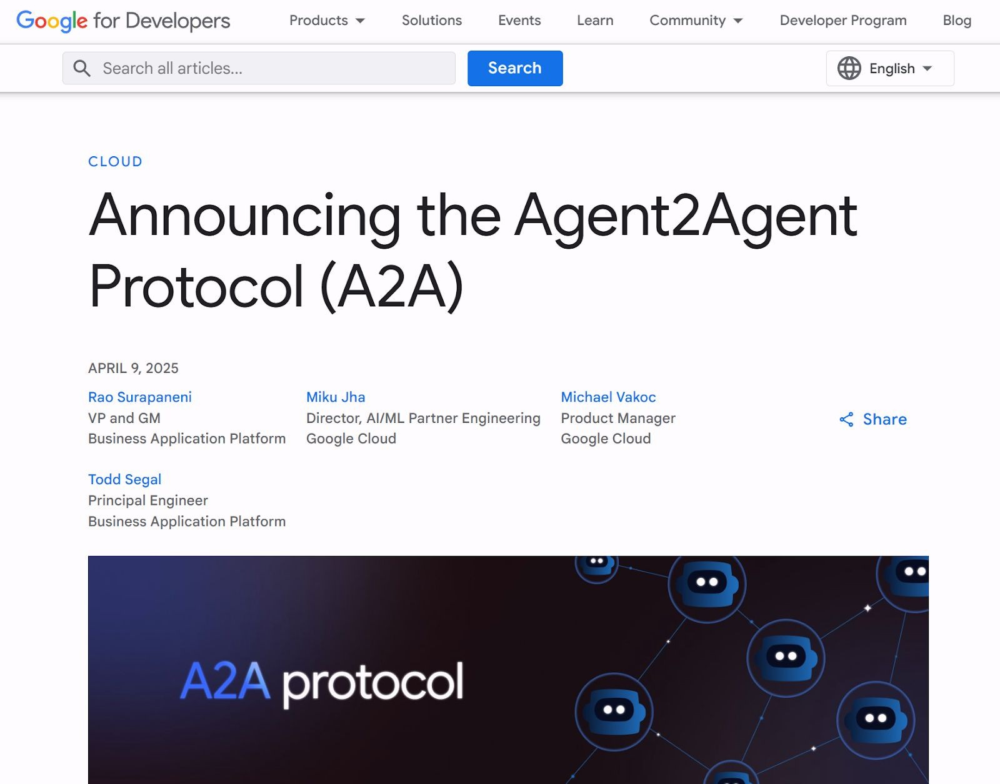 Google for Developers
Products
Solutions
Events
Learn
Community
Developer Program
Blog
Search all articles...
Search
English
CLOUD
Announcing the Agent2Agent
Protocol (A2A)
APRIL 9, 2025
Rao Surapaneni
VP and GM
Business Application Platform
Miku Jha
Director, AI/ML Partner Engineering
Google Cloud
Michael Vakoc
Product Manager
Google Cloud
Share
Todd Segal
Principal Engineer
Business Application Platform
A2A protocol